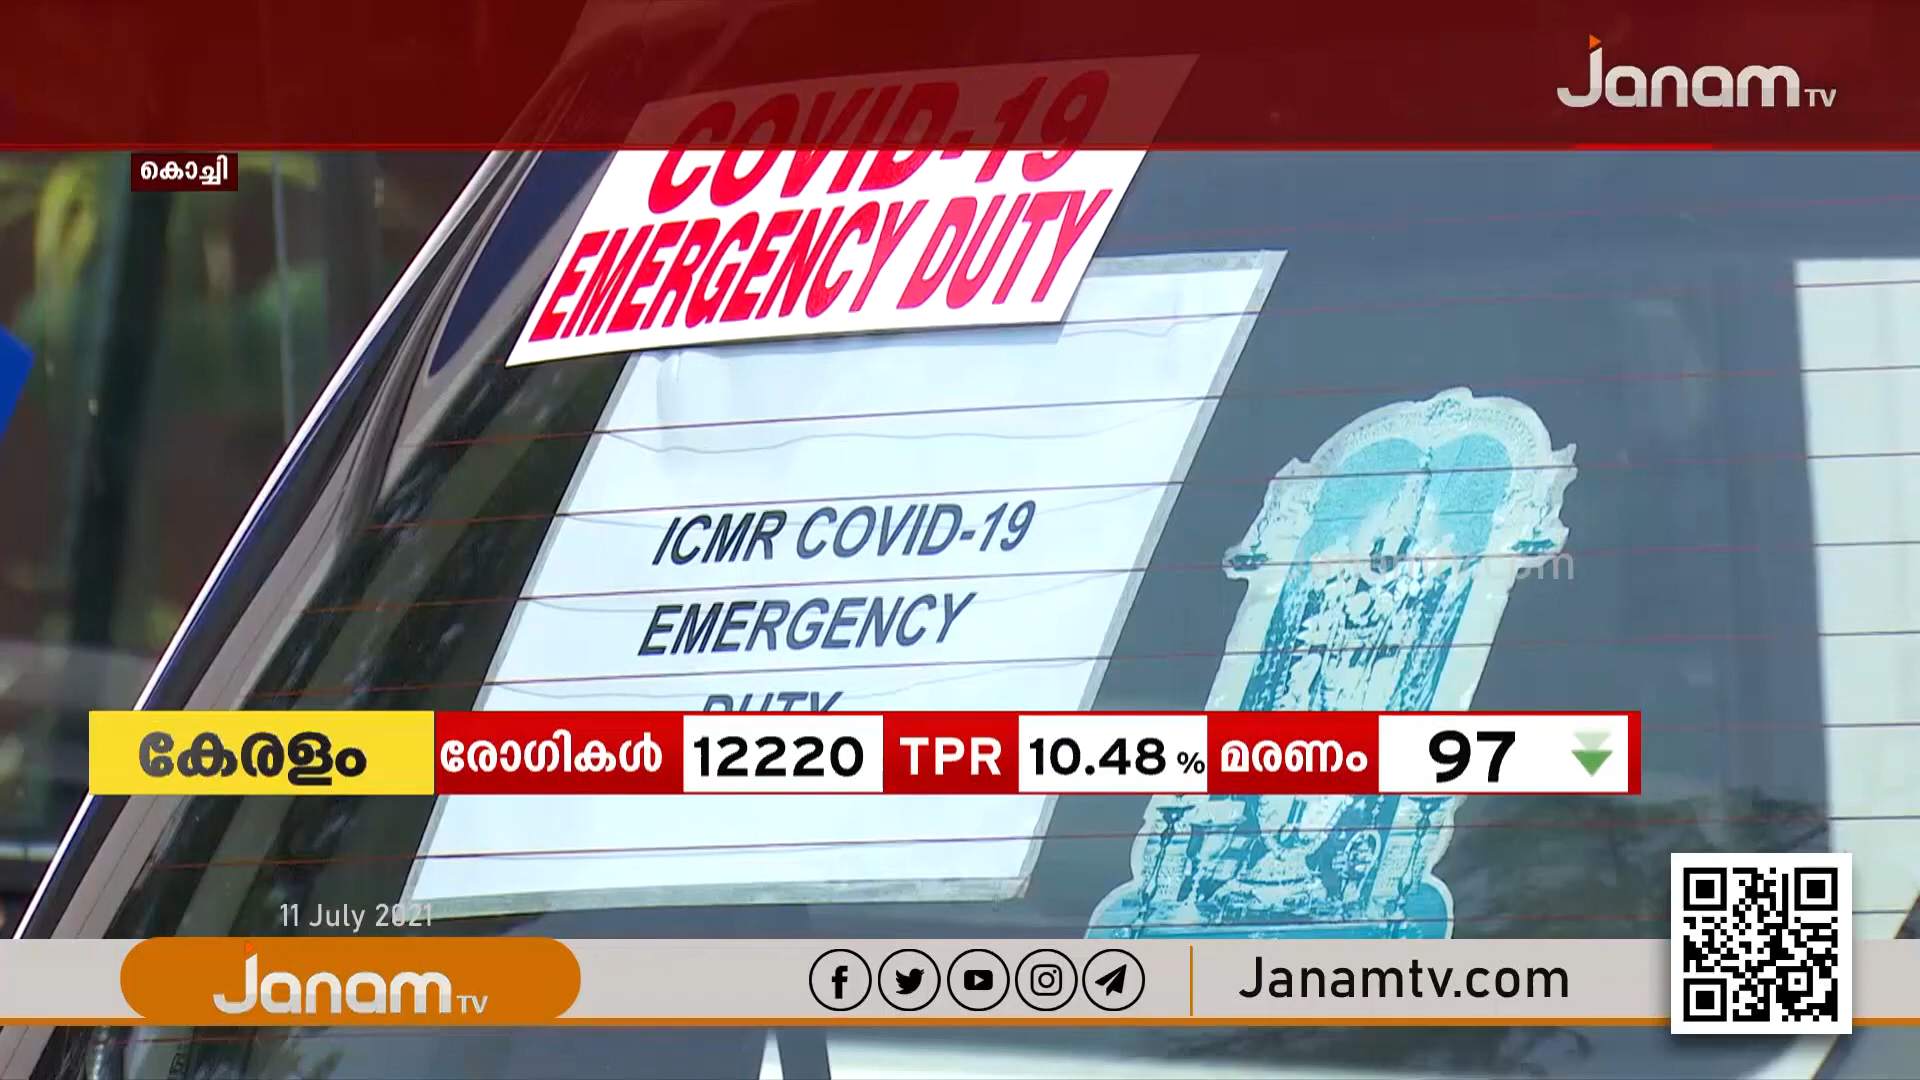 Janam TV
കൊച്ചി
COVID-19
EMERGENCY DUTY
ICMR COVID-19
EMERGENCY
DUTY
കേരളം രോഗികൾ 12220 TPR 10.48 % മരണം 97
11 July 2021
Janam TV
Janamtv.com